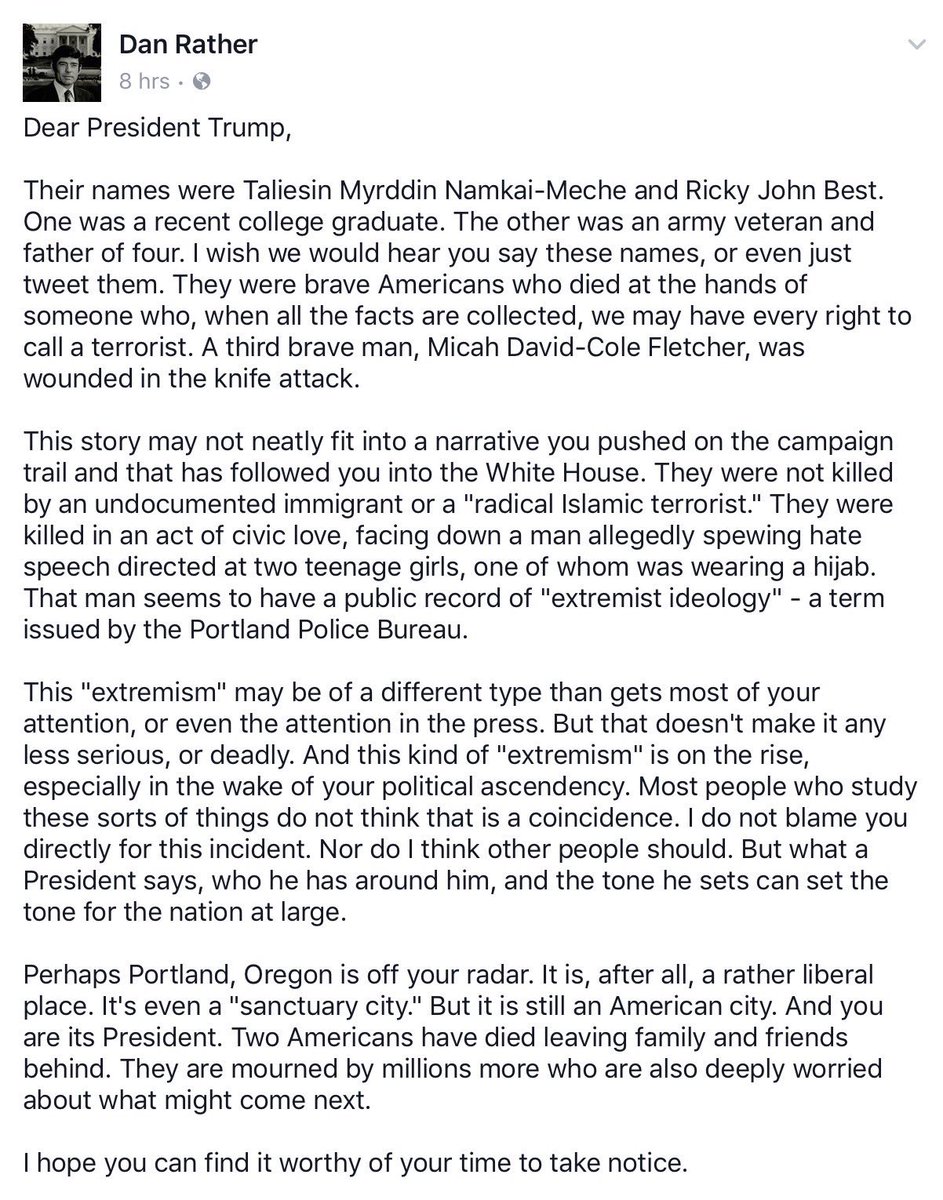 Dan Rather
8 hrs ·
Dear President Trump,
Their names were Taliesin Myrddin Namkai-Meche and Ricky John Best.
One was a recent college graduate. The other was an army veteran and
father of four. I wish we would hear you say these names, or even just
tweet them. They were brave Americans who died at the hands of
someone who, when all the facts are collected, we may have every right to
call a terrorist. A third brave man, Micah David-Cole Fletcher, was
wounded in the knife attack.
This story may not neatly fit into a narrative you pushed on the campaign
trail and that has followed you into the White House. They were not killed
by an undocumented immigrant or a "radical Islamic terrorist." They were
killed in an act of civic love, facing down a man allegedly spewing hate
speech directed at two teenage girls, one of whom was wearing a hijab.
That man seems to have a public record of "extremist ideology" - a term
issued by the Portland Police Bureau.
This "extremism" may be of a different type than gets most of your
attention, or even the attention in the press. But that doesn't make it any
less serious, or deadly. And this kind of "extremism" is on the rise,
especially in the wake of your political ascendency. Most people who study
these sorts of things do not think that is a coincidence. I do not blame you
directly for this incident. Nor do I think other people should. But what a
President says, who he has around him, and the tone he sets can set the
tone for the nation at large.
Perhaps Portland, Oregon is off your radar. It is, after all, a rather liberal
place. It's even a "sanctuary city." But it is still an American city. And you
are its President. Two Americans have died leaving family and friends
behind. They are mourned by millions more who are also deeply worried
about what might come next.
I hope you can find it worthy of your time to take notice.